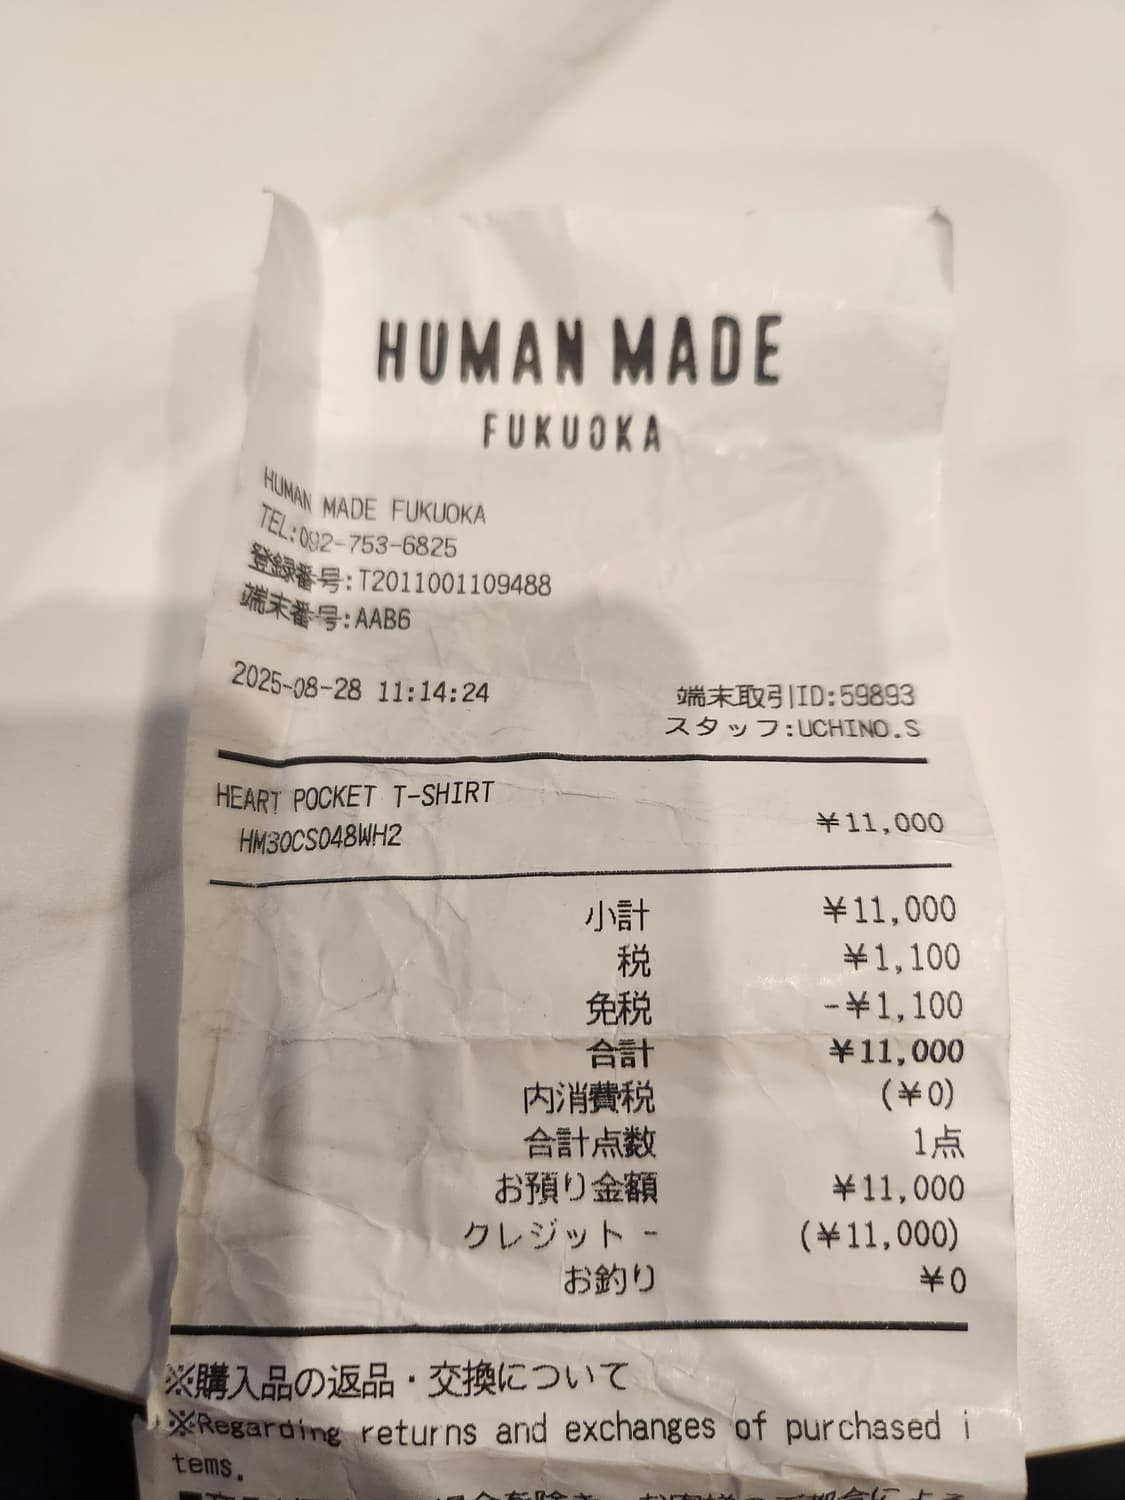 HUMAN MADE
FUKUOKA
HUMAN MADE FUKUOKA
TEL:092-753-6825
登録番号:T2011001109488
端末番号:AAB6
2025-08-28 11:14:24 端末取引ID:59893
スタッフ:UCHINO.S
HEART POCKET T-SHIRT
HM30CS048WH2 ¥11,000
小計 ¥11,000
税 ¥1,100
免税 -¥1,100
合計 ¥11,000
内消費税 (¥0)
合計点数 1点
お預り金額 ¥11,000
クレジット - (¥11,000)
お釣り ¥0
※購入品の返品・交換について
※Regarding returns and exchanges of purchased i
tems.